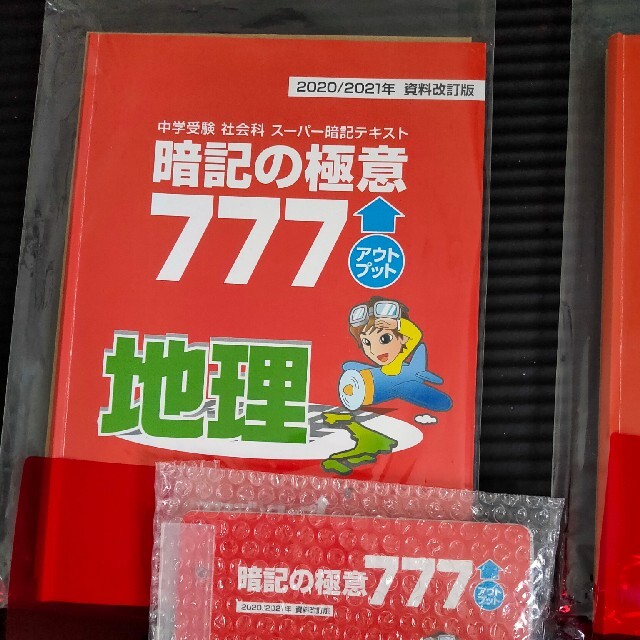 2020/2021年 資料改訂版
中学受験 社会科 スーパー暗記テキスト
暗記の極意
777
アウト
プット
地理
暗記の極意777
アウト
プット
2020/2021年 資料改訂版